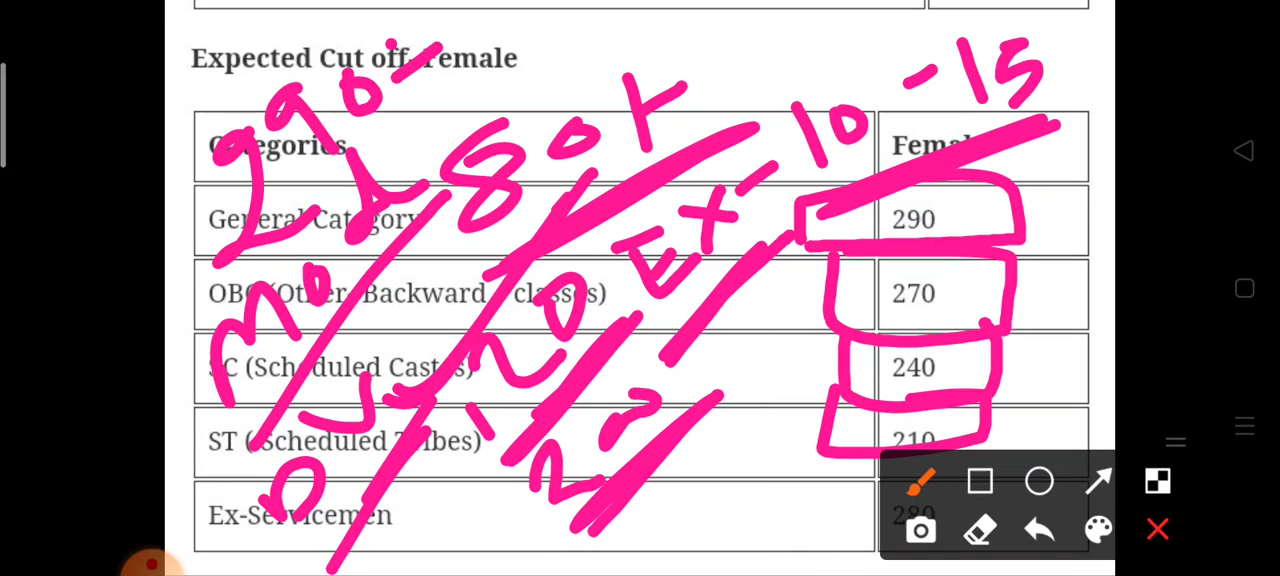 Expected Cut off- Female
Categories Female
General Category 290
OBC (Other Backward classes) 270
SC (Scheduled Castes) 240
ST (Scheduled Tribes) 210
Ex-Servicemen 280
290-
80+
-10 -15
Ex-